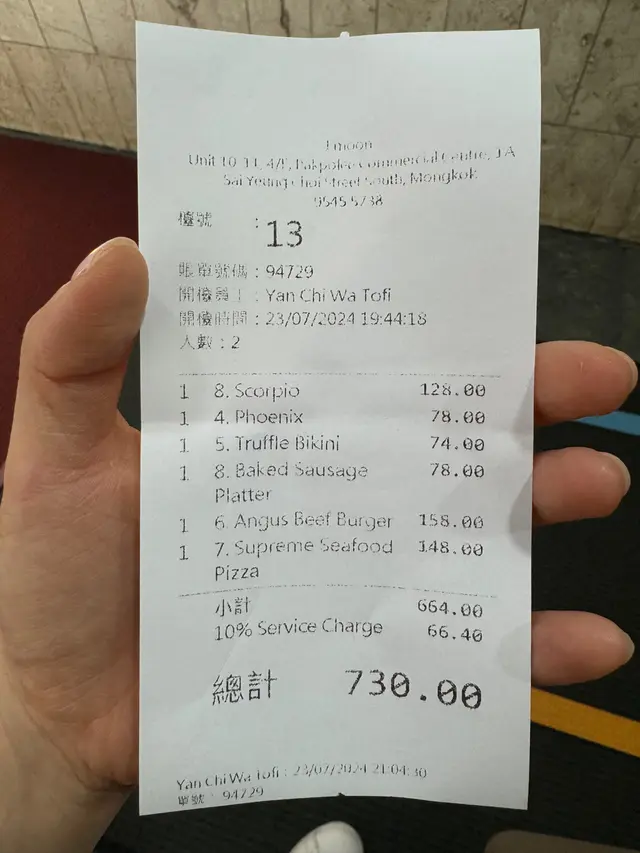 Unit 10-11, 4/F, Pakpolee Commercial Centre, 1A
Sai Yeung Choi Street South, Mongkok
9545 5738
檯號 : 13
賬單號碼 : 94729
開檯員工 : Yan Chi Wa Tofi
開檯時間 : 23/07/2024 19:44:18
人數 : 2
1 8. Scorpio 128.00
1 4. Phoenix 78.00
1 5. Truffle Bikini 74.00
1 8. Baked Sausage 78.00
Platter
1 6. Angus Beef Burger 158.00
1 7. Supreme Seafood 148.00
Pizza
小計 664.00
10% Service Charge 66.40
總計 730.00
Yan Chi Wa Tofi : 23/07/2024 21:04:30
單號 : 94729